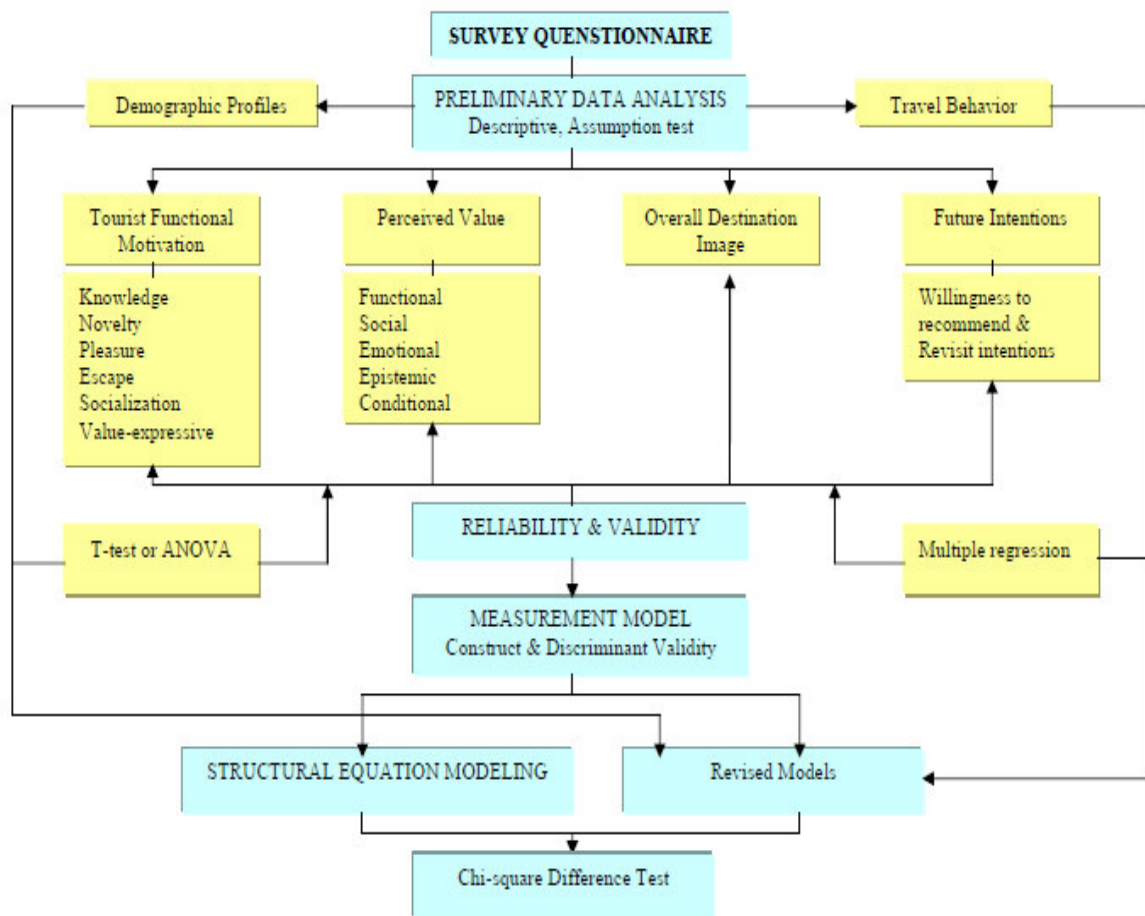 SURVEY QUENSTIONNAIRE
Demographic Profiles
PRELIMINARY DATA ANALYSIS
Descriptive, Assumption test
Travel Behavior
Tourist Functional
Motivation
Perceived Value
Overall Destination
Image
Future Intentions
Knowledge
Novelty
Pleasure
Escape
Socialization
Value-expressive
Functional
Social
Emotional
Epistemic
Conditional
Willingness to
recommend &
Revisit intentions
T-test or ANOVA
RELIABILITY & VALIDITY
Multiple regression
MEASUREMENT MODEL
Construct & Discriminant Validity
STRUCTURAL EQUATION MODELING
Revised Models
Chi-square Difference Test